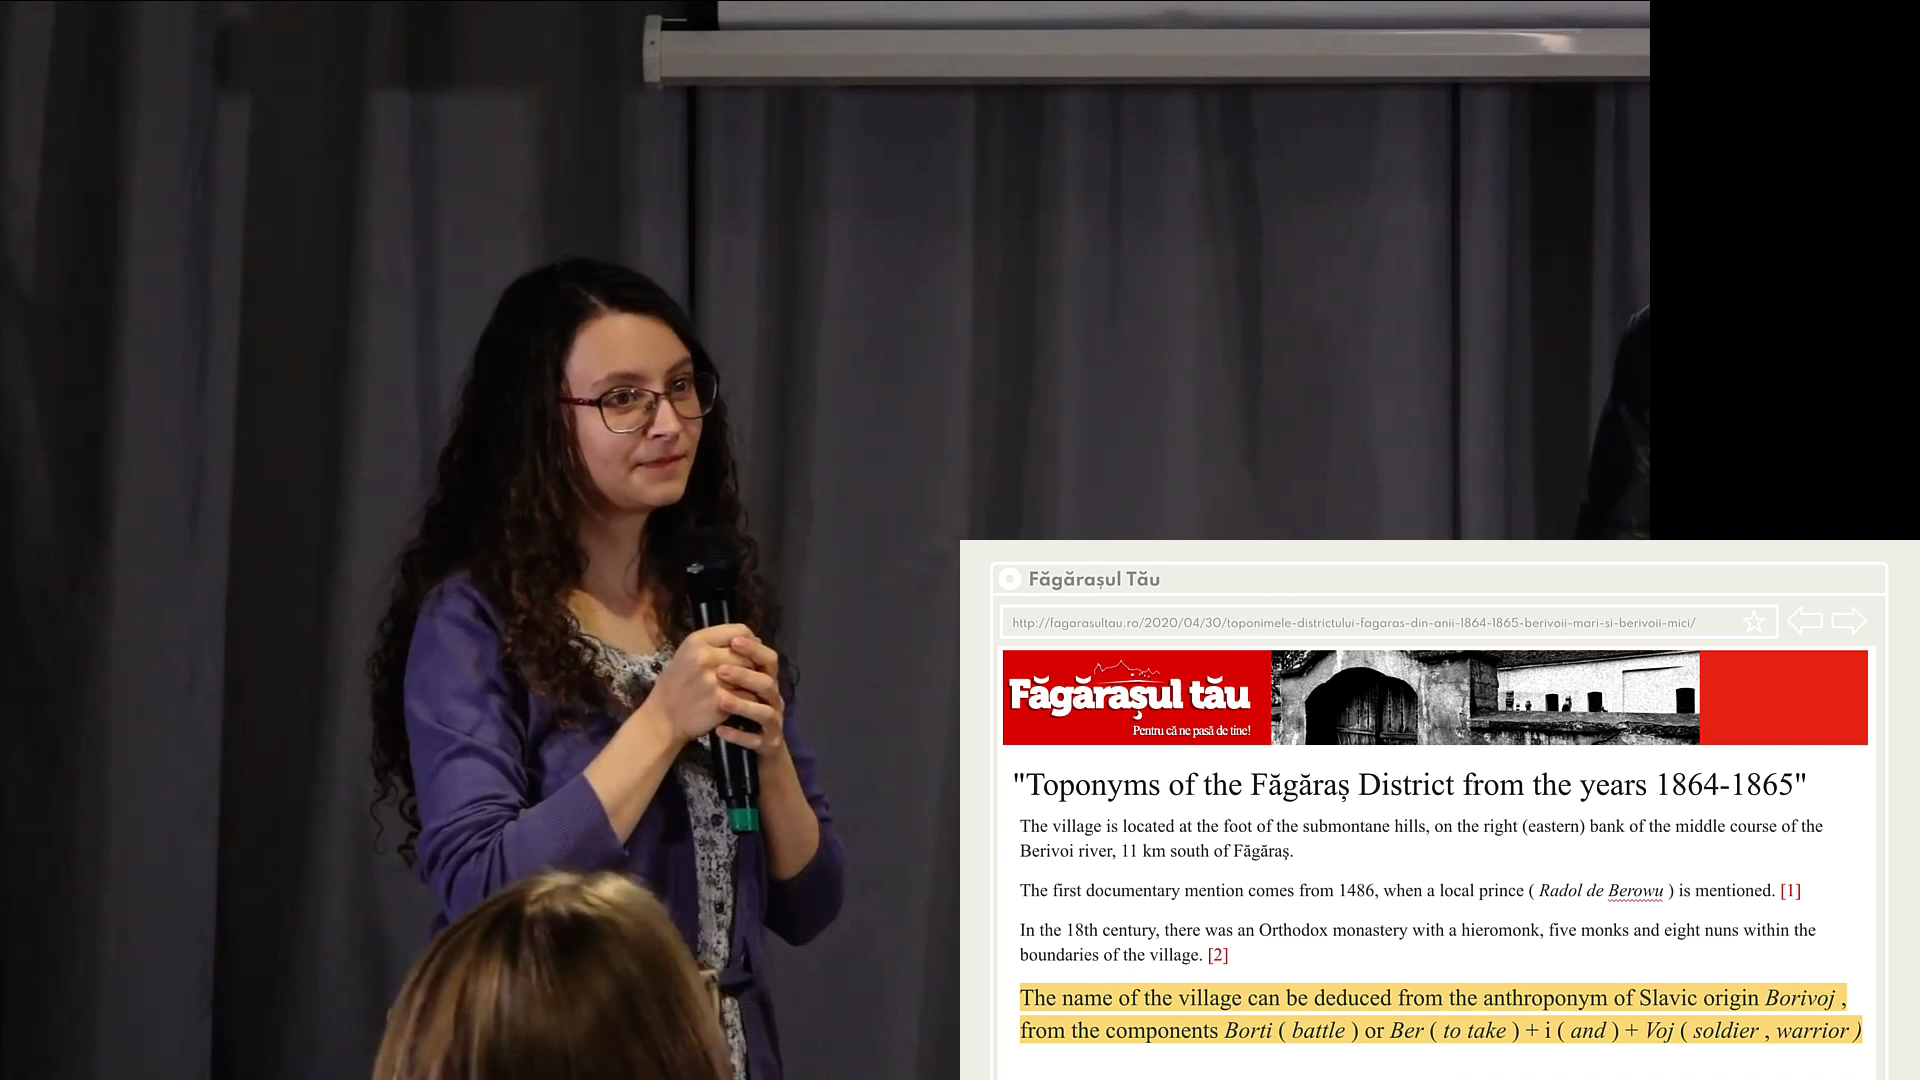 Făgărașul Tău
http://fagarasultau.ro/2020/04/30/toponimele-districtului-fagaras-din-anii-1864-1865-berivoii-mari-si-berivoii-mici/
Făgărașul tău
Pentru că ne pasă de tine!
"Toponyms of the Făgăraș District from the years 1864-1865"
The village is located at the foot of the submontane hills, on the right (eastern) bank of the middle course of the
Berivoi river, 11 km south of Făgăraş.
The first documentary mention comes from 1486, when a local prince ( Radol de Berowu ) is mentioned. [1]
In the 18th century, there was an Orthodox monastery with a hieromonk, five monks and eight nuns within the
boundaries of the village. [2]
The name of the village can be deduced from the anthroponym of Slavic origin Borivoj ,
from the components Borti ( battle ) or Ber ( to take ) + i ( and ) + Voj ( soldier , warrior )